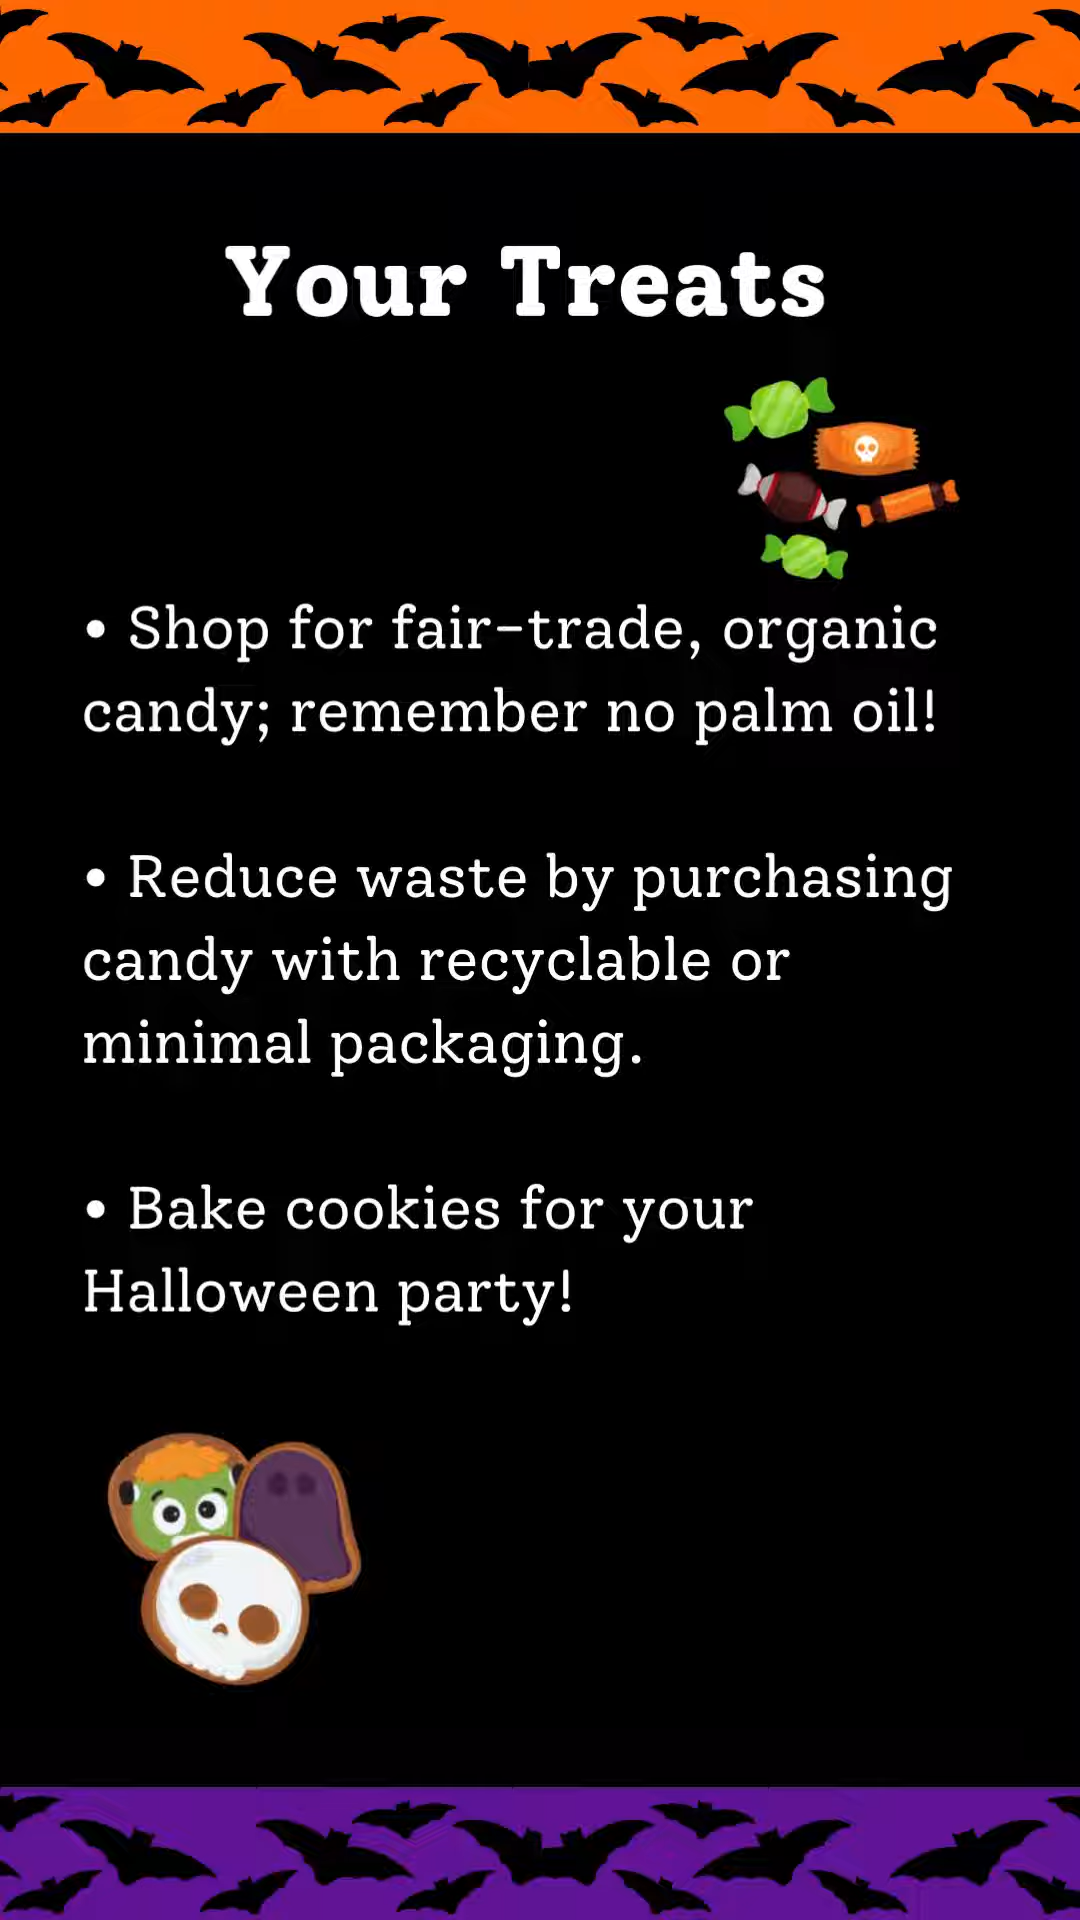 Your Treats
• Shop for fair-trade, organic
candy; remember no palm oil!
• Reduce waste by purchasing
candy with recyclable or
minimal packaging.
• Bake cookies for your
Halloween party!